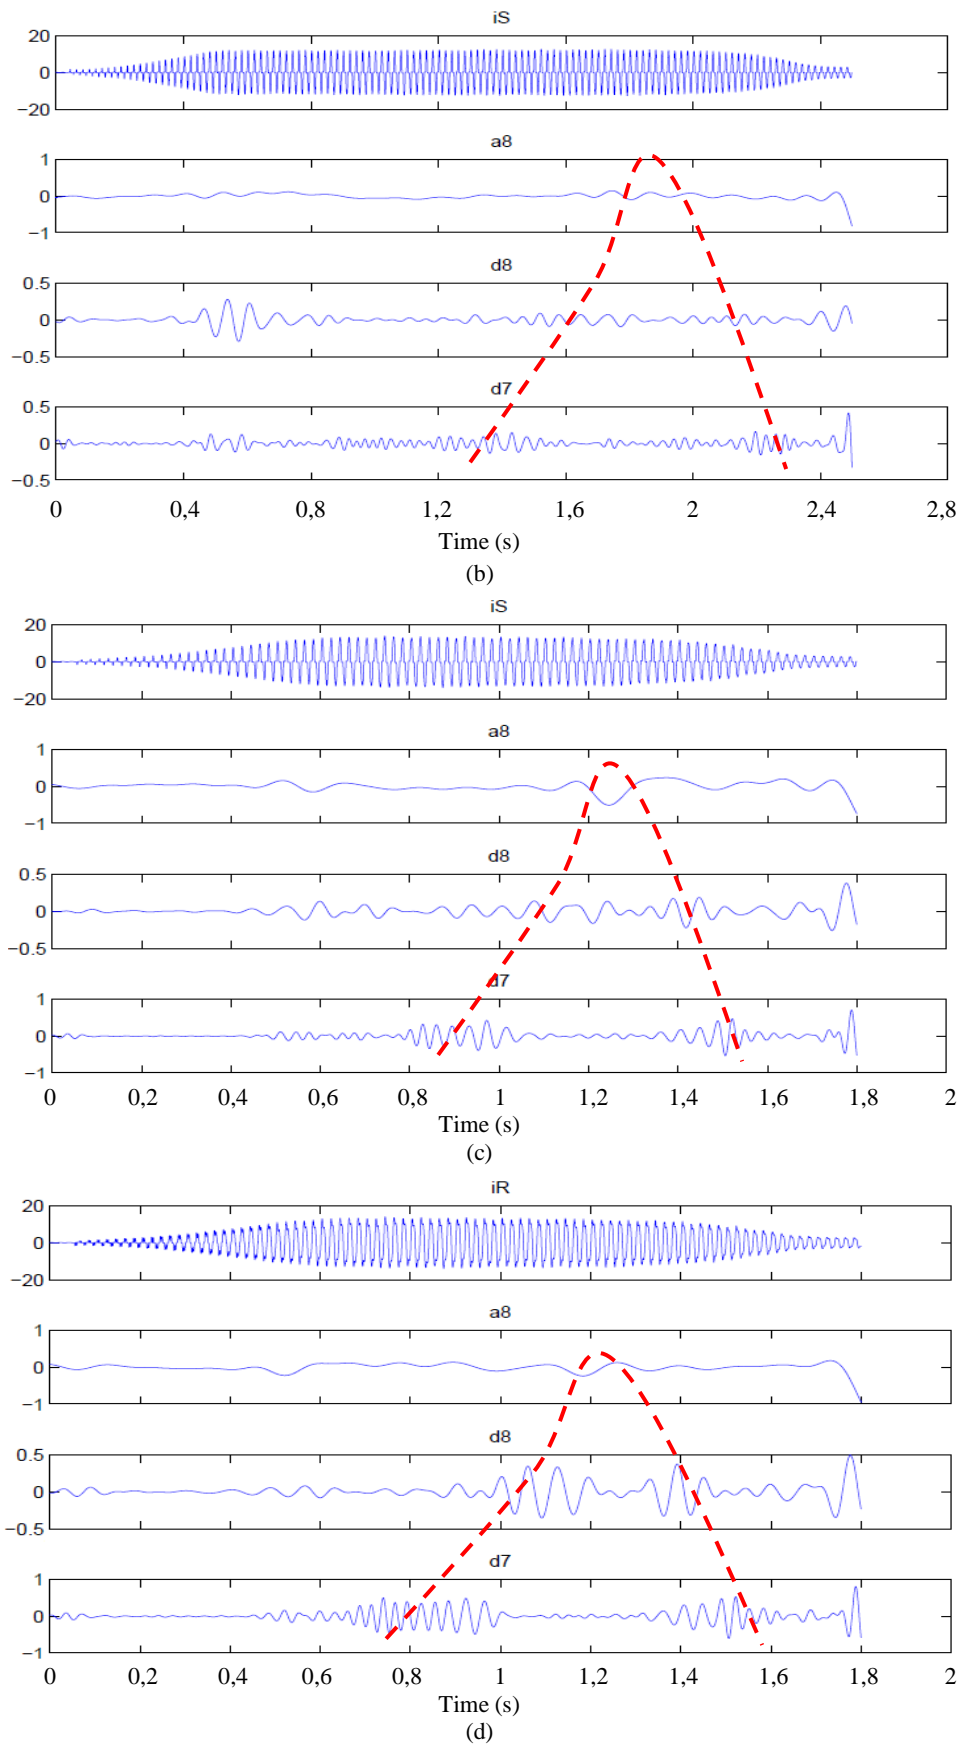 iS
20
0
−20
a8
1
0
−1
d8
0.5
0
−0.5
d7
0.5
0
−0.5
0 0,4 0,8 1,2 1,6 2 2,4 2,8
Time (s)
(b)
iS
20
0
−20
a8
1
0
−1
d8
0.5
0
−0.5
d7
1
0
−1
0 0,2 0,4 0,6 0,8 1 1,2 1,4 1,6 1,8 2
Time (s)
(c)
iR
20
0
−20
a8
1
0
−1
d8
0.5
0
−0.5
d7
1
0
−1
0 0,2 0,4 0,6 0,8 1 1,2 1,4 1,6 1,8 2
Time (s)
(d)